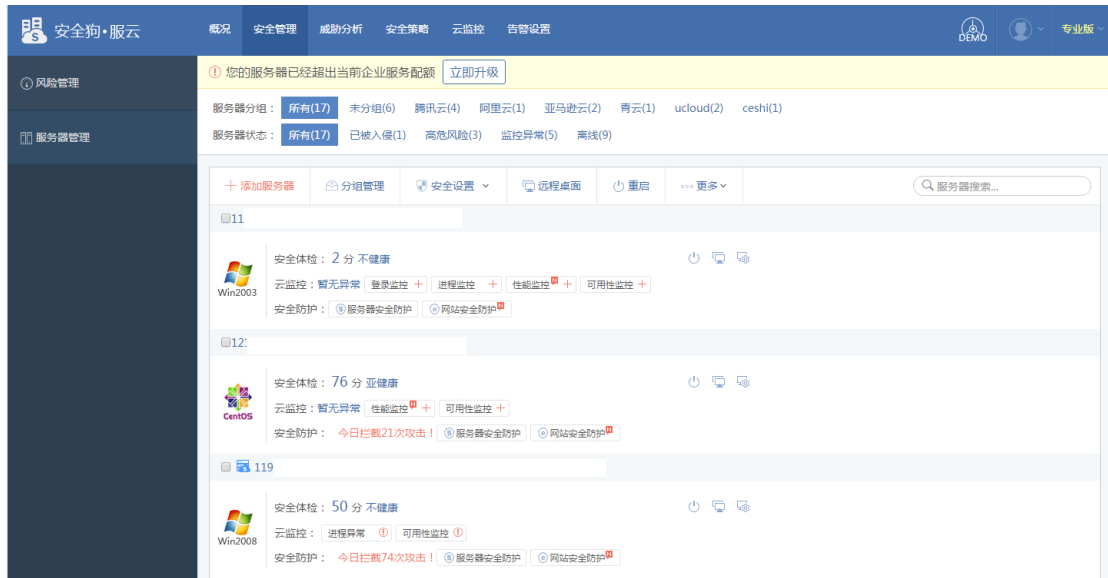 安全狗·服云 概况 安全管理 威胁分析 安全策略 云监控 告警设置 DEMO 专业版
风险管理
服务器管理
您的服务器已经超出当前企业服务配额 立即升级
服务器分组： 所有(17) 未分组(6) 腾讯云(4) 阿里云(1) 亚马逊云(2) 青云(1) ucloud(2) ceshi(1)
服务器状态： 所有(17) 已被入侵(1) 高危风险(3) 监控异常(5) 离线(9)
添加服务器 分组管理 安全设置 远程桌面 重启 更多 服务器搜索...
11
Win2003
安全体检： 2 分 不健康
云监控：暂无异常 登录监控 进程监控 性能监控 可用性监控
安全防护： 服务器安全防护 网站安全防护
12
CentOS
安全体检： 76 分 亚健康
云监控：暂无异常 性能监控 可用性监控
安全防护： 今日拦截21次攻击！ 服务器安全防护 网站安全防护
119
Win2008
安全体检： 50 分 不健康
云监控： 进程异常 可用性监控
安全防护： 今日拦截74次攻击！ 服务器安全防护 网站安全防护